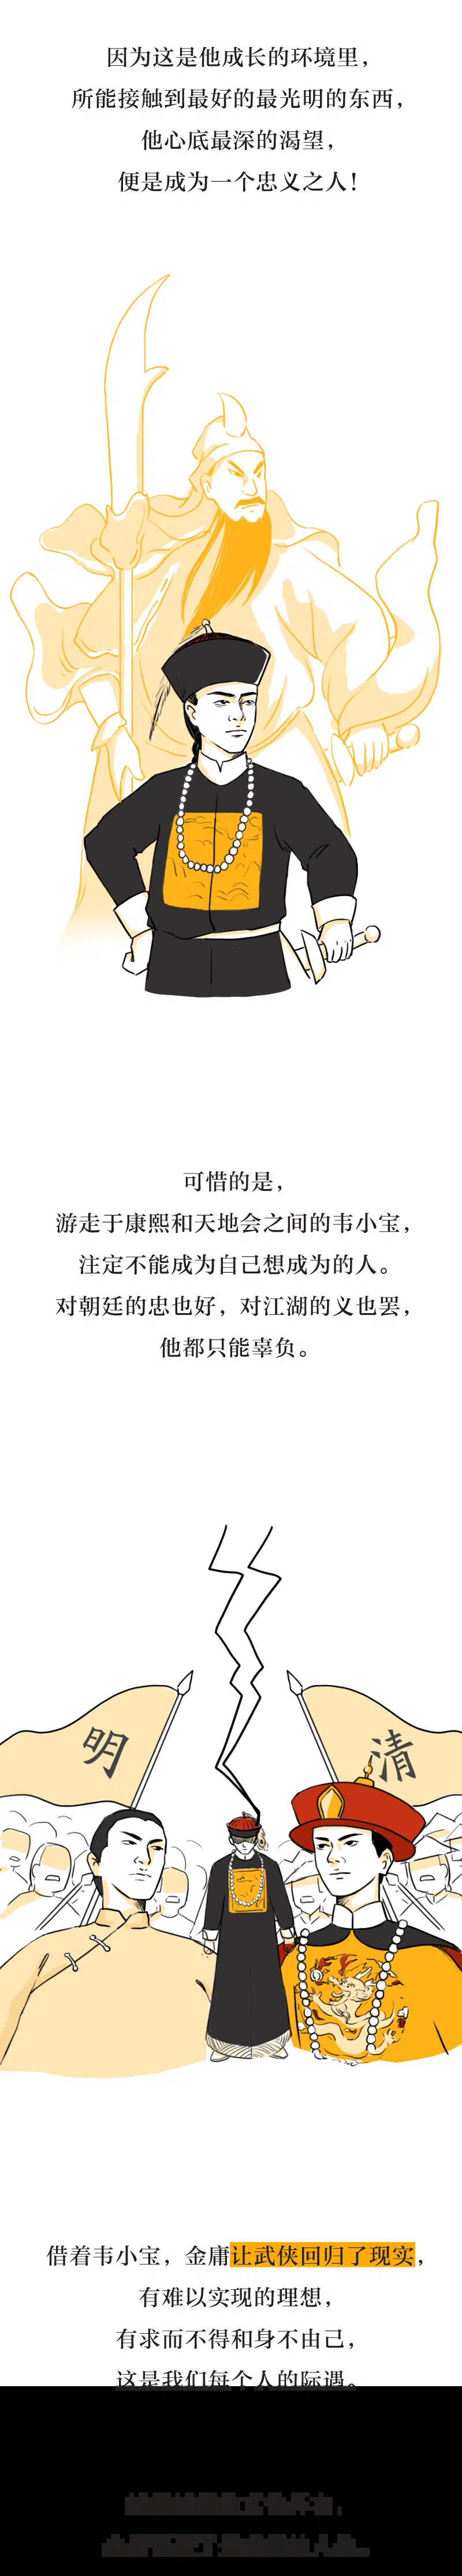 因为这是他成长的环境里，
所能接触到最好的最光明的东西，
他心底最深的渴望，
便是成为一个忠义之人！
可惜的是，
游走于康熙和天地会之间的韦小宝，
注定不能成为自己想成为的人。
对朝廷的忠也好，对江湖的义也罢，
他都只能辜负。
明
清
借着韦小宝，金庸让武侠回归了现实，
有难以实现的理想，
有求而不得和身不由己，
这是我们每个人的际遇。